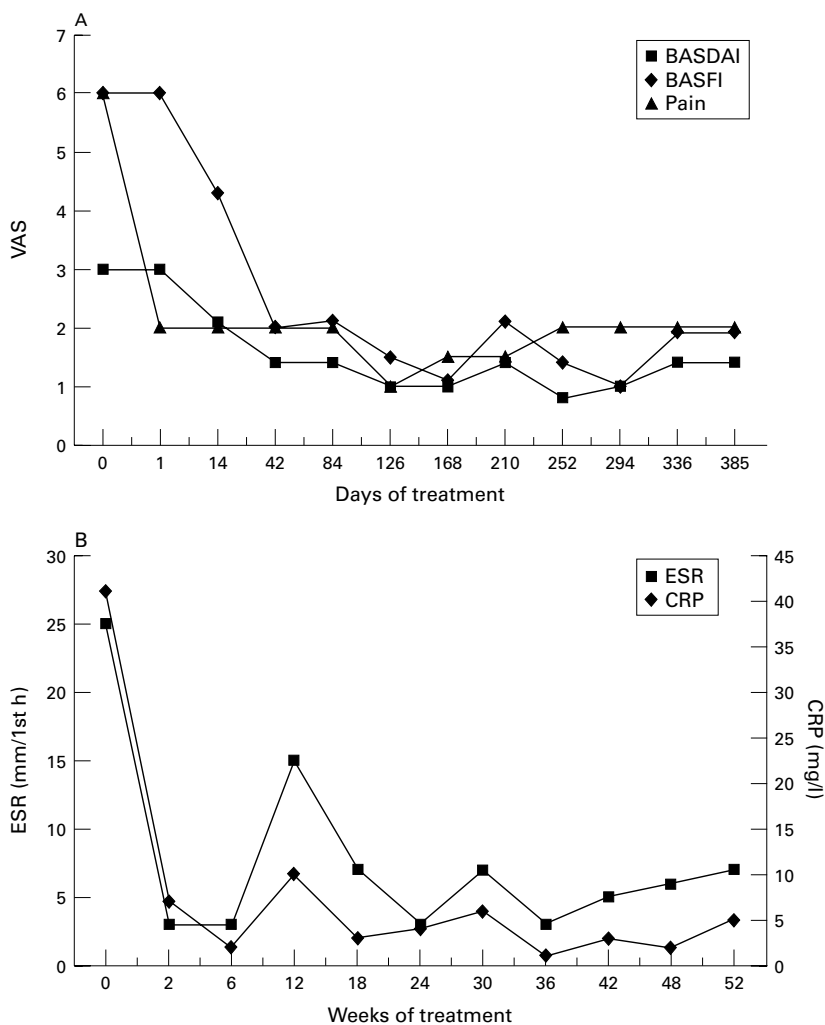 A
7
6
5
4
3
2
1
0
VAS
BASDAI
BASFI
Pain
0 1 14 42 84 126 168 210 252 294 336 385
Days of treatment
B
30
25
20
15
10
5
0
ESR (mm/1st h)
ESR
CRP
45
40
35
30
25
20
15
10
5
0
CRP (mg/l)
0 2 6 12 18 24 30 36 42 48 52
Weeks of treatment